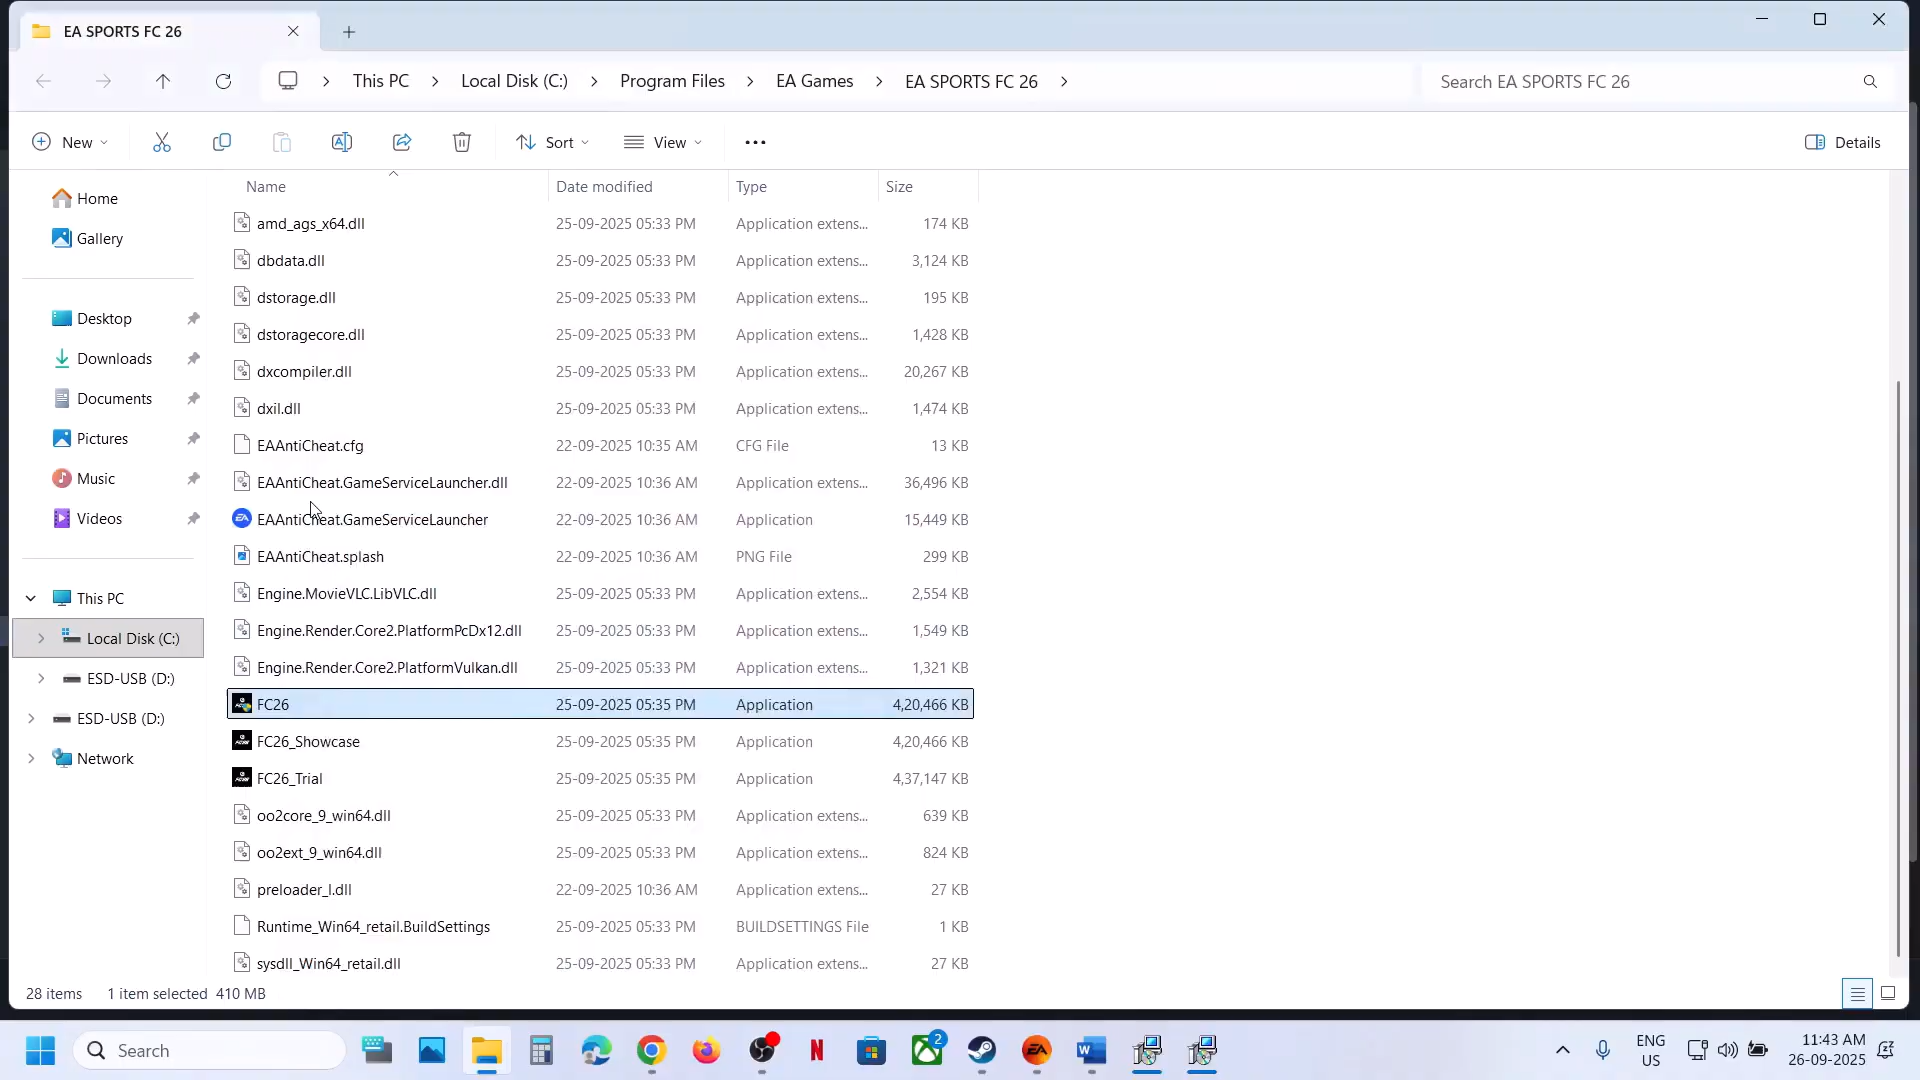 EA SPORTS FC 26
This PC > Local Disk (C:) > Program Files > EA Games > EA SPORTS FC 26 >
Search EA SPORTS FC 26
New
Sort
View
Details
Home
Gallery
Desktop
Downloads
Documents
Pictures
Music
Videos
This PC
Local Disk (C:)
ESD-USB (D:)
ESD-USB (D:)
Network
Name Date modified Type Size
amd_ags_x64.dll 25-09-2025 05:33 PM Application extens... 174 KB
dbdata.dll 25-09-2025 05:33 PM Application extens... 3,124 KB
dstorage.dll 25-09-2025 05:33 PM Application extens... 195 KB
dstoragecore.dll 25-09-2025 05:33 PM Application extens... 1,428 KB
dxcompiler.dll 25-09-2025 05:33 PM Application extens... 20,267 KB
dxil.dll 25-09-2025 05:33 PM Application extens... 1,474 KB
EAAntiCheat.cfg 22-09-2025 10:35 AM CFG File 13 KB
EAAntiCheat.GameServiceLauncher.dll 22-09-2025 10:36 AM Application extens... 36,496 KB
EAAntiCheat.GameServiceLauncher 22-09-2025 10:36 AM Application 15,449 KB
EAAntiCheat.splash 22-09-2025 10:36 AM PNG File 299 KB
Engine.MovieVLC.LibVLC.dll 25-09-2025 05:33 PM Application extens... 2,554 KB
Engine.Render.Core2.PlatformPcDx12.dll 25-09-2025 05:33 PM Application extens... 1,549 KB
Engine.Render.Core2.PlatformVulkan.dll 25-09-2025 05:33 PM Application extens... 1,321 KB
FC26 25-09-2025 05:35 PM Application 4,20,466 KB
FC26_Showcase 25-09-2025 05:35 PM Application 4,20,466 KB
FC26_Trial 25-09-2025 05:35 PM Application 4,37,147 KB
oo2core_9_win64.dll 25-09-2025 05:33 PM Application extens... 639 KB
oo2ext_9_win64.dll 25-09-2025 05:33 PM Application extens... 824 KB
preloader_l.dll 22-09-2025 10:36 AM Application extens... 27 KB
Runtime_Win64_retail.BuildSettings 25-09-2025 05:33 PM BUILDSETTINGS File 1 KB
sysdll_Win64_retail.dll 25-09-2025 05:33 PM Application extens... 27 KB
28 items 1 item selected 410 MB
Search
2
EA
ENG
US
11:43 AM
26-09-2025